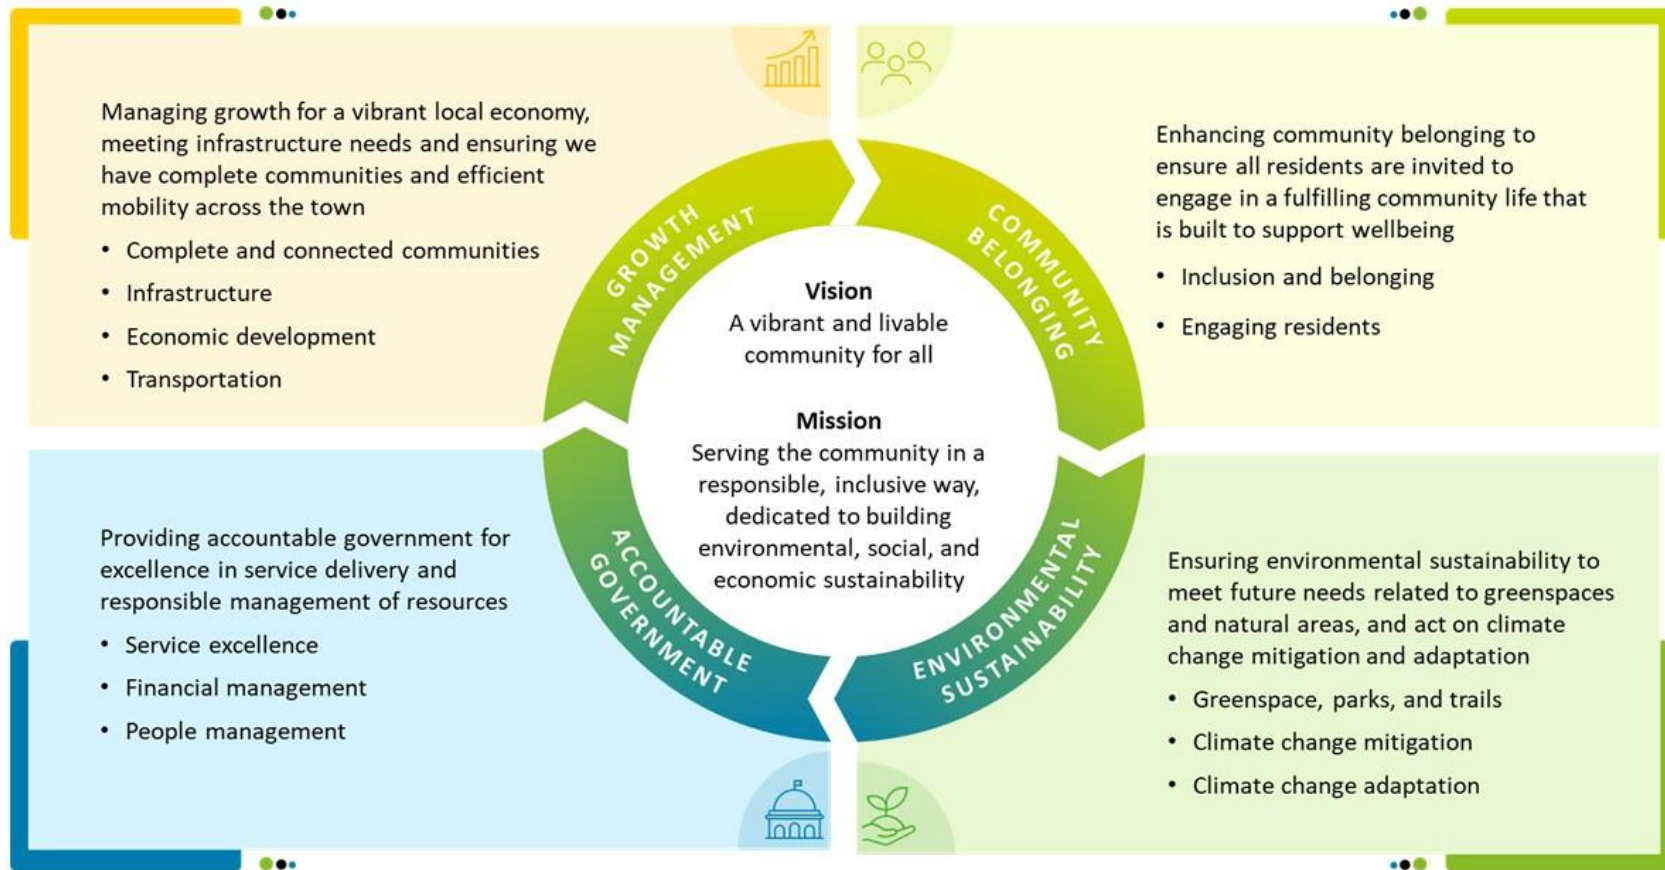 Managing growth for a vibrant local economy,
meeting infrastructure needs and ensuring we
have complete communities and efficient
mobility across the town
• Complete and connected communities
• Infrastructure
• Economic development
• Transportation
GROWTH
MANAGEMENT
COMMUNITY
BELONGING
Enhancing community belonging to
ensure all residents are invited to
engage in a fulfilling community life that
is built to support wellbeing
• Inclusion and belonging
• Engaging residents
Vision
A vibrant and livable
community for all
Mission
Serving the community in a
responsible, inclusive way,
dedicated to building
environmental, social, and
economic sustainability
Providing accountable government for
excellence in service delivery and
responsible management of resources
• Service excellence
• Financial management
• People management
ACCOUNTABLE
GOVERNMENT
ENVIRONMENTAL
SUSTAINABILITY
Ensuring environmental sustainability to
meet future needs related to greenspaces
and natural areas, and act on climate
change mitigation and adaptation
• Greenspace, parks, and trails
• Climate change mitigation
• Climate change adaptation